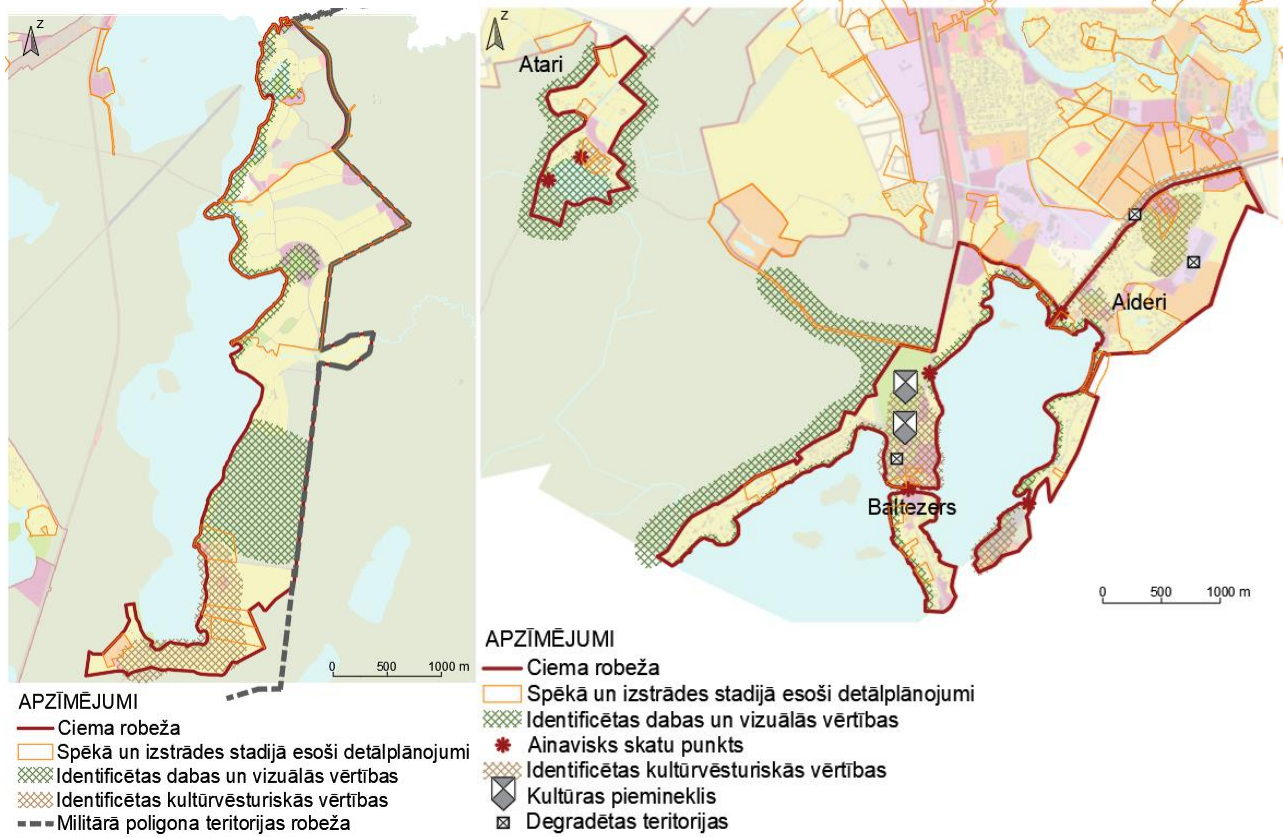 z
0 500 1000 m
APZĪMĒJUMI
Ciema robeža
Spēkā un izstrādes stadijā esoši detālplānojumi
Identificētas dabas un vizuālās vērtības
Identificētas kultūrvēsturiskās vērtības
Militārā poligona teritorijas robeža
z
Atari
Alderi
Baltezers
0 500 1000 m
APZĪMĒJUMI
Ciema robeža
Spēkā un izstrādes stadijā esoši detālplānojumi
Identificētas dabas un vizuālās vērtības
Ainavisks skatu punkts
Identificētas kultūrvēsturiskās vērtības
Kultūras piemineklis
Degradētas teritorijas